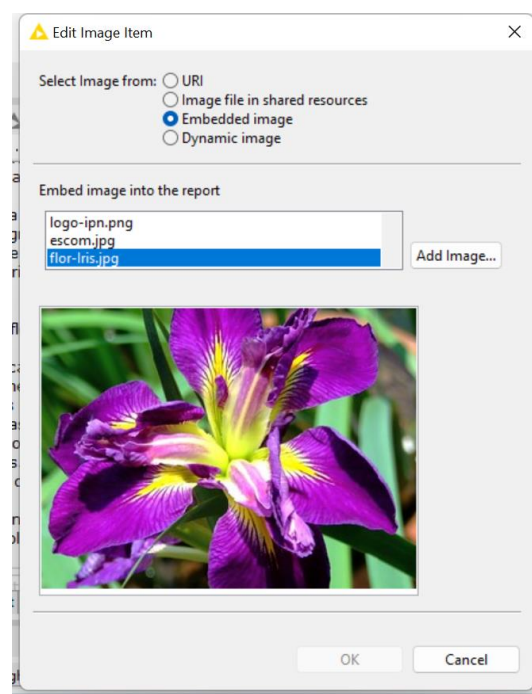 Edit Image Item
Select Image from: URI
Image file in shared resources
Embedded image
Dynamic image
Embed image into the report
logo-ipn.png
escom.jpg
flor-Iris.jpg
Add Image...
OK
Cancel